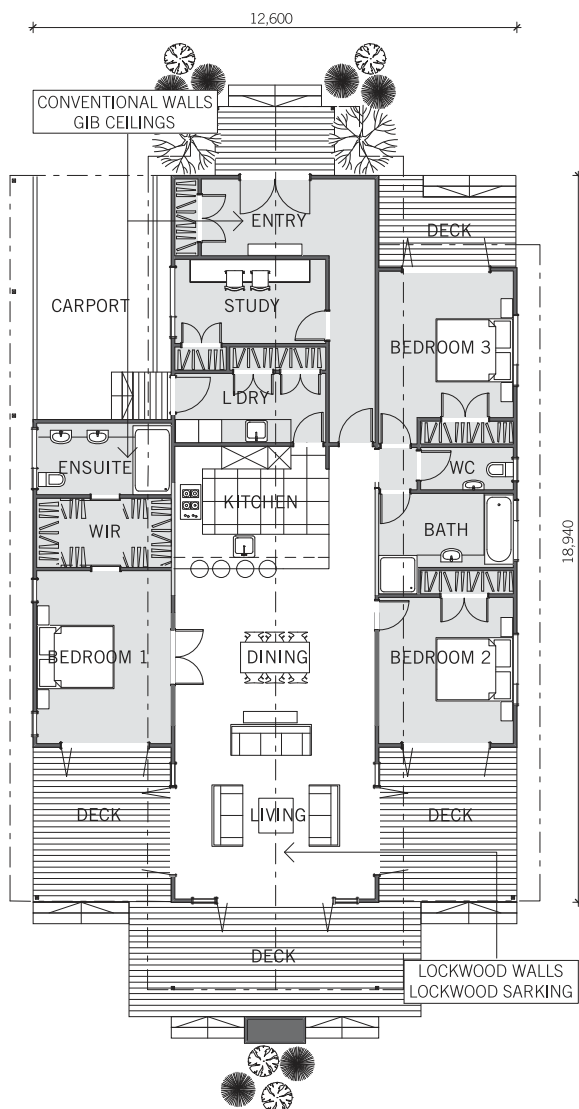 12,600
CONVENTIONAL WALLS
GIB CEILINGS
ENTRY
DECK
CARPORT
STUDY
BEDROOM 3
L'DRY
ENSUITE
WC
KITCHEN
WIR
BATH
18,940
BEDROOM 1
DINING
BEDROOM 2
DECK
LIVING
DECK
DECK
LOCKWOOD WALLS
LOCKWOOD SARKING